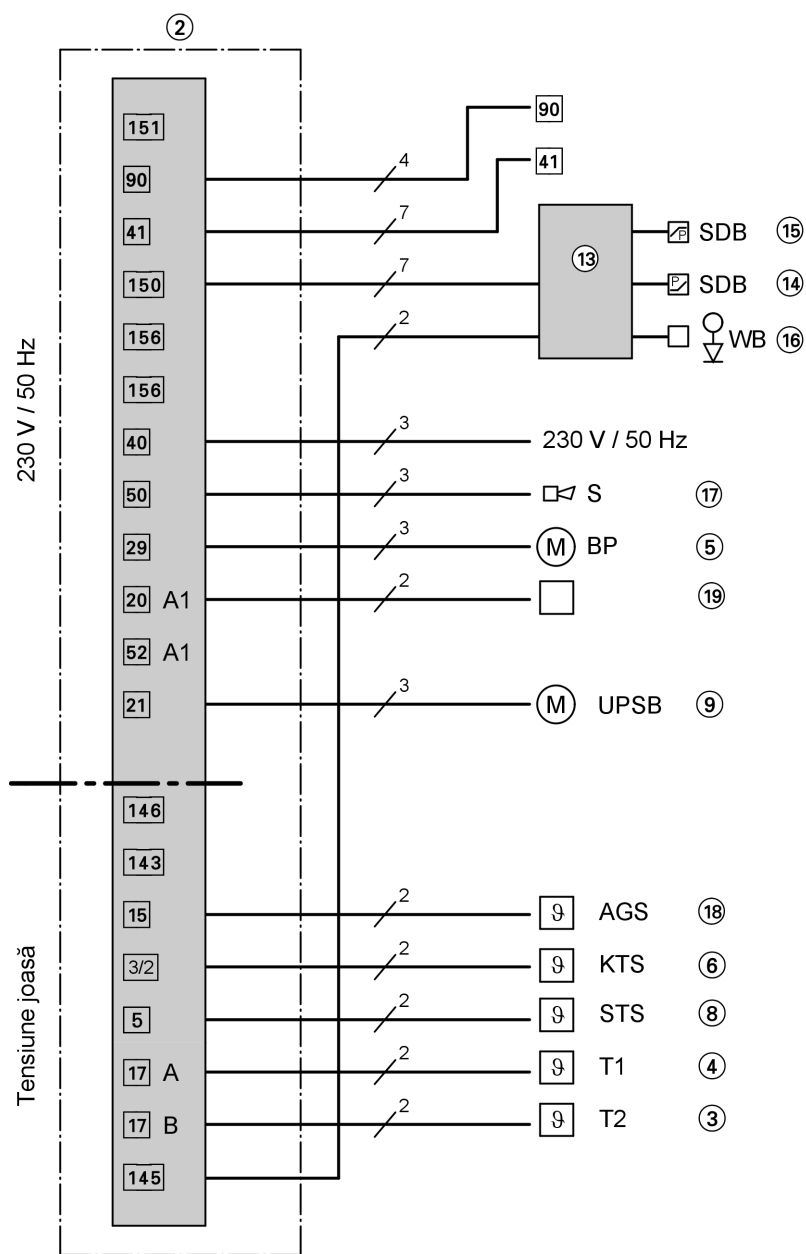 2
151
90
90
4
41
41
7
13
SDB 15
150
7
P SDB 14
156
2
WB 16
156
230 V / 50 Hz
40
3
230 V / 50 Hz
50
3
S 17
29
3
M BP 5
20 A1
2
19
52 A1
21
3
M UPSB 9
146
143
Tensiune joasă
15
2
ϑ AGS 18
3/2
2
ϑ KTS 6
5
2
ϑ STS 8
17 A
2
ϑ T1 4
17 B
2
ϑ T2 3
145